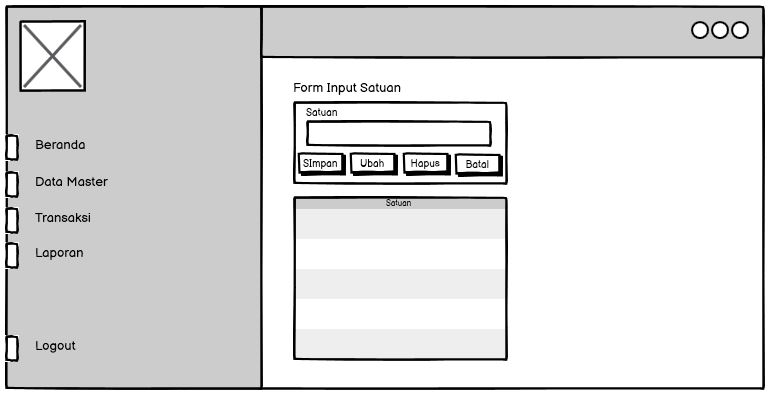 Beranda
Data Master
Transaksi
Laporan
Logout
Form Input Satuan
Satuan
SImpan Ubah Hapus Batal
Satuan